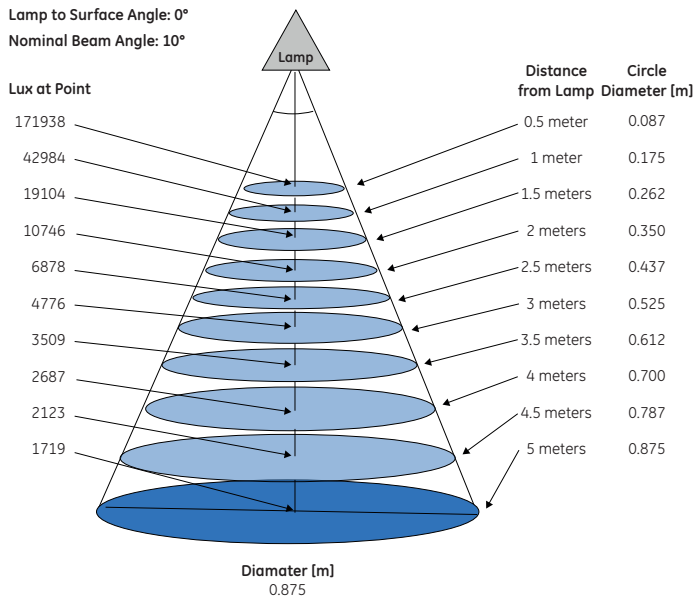 Lamp to Surface Angle: 0°
Nominal Beam Angle: 10°
Lamp
Lux at Point
Distance from Lamp
Circle Diameter [m]
171938 0.5 meter 0.087
42984 1 meter 0.175
19104 1.5 meters 0.262
10746 2 meters 0.350
6878 2.5 meters 0.437
4776 3 meters 0.525
3509 3.5 meters 0.612
2687 4 meters 0.700
2123 4.5 meters 0.787
1719 5 meters 0.875
Diamater [m]
0.875